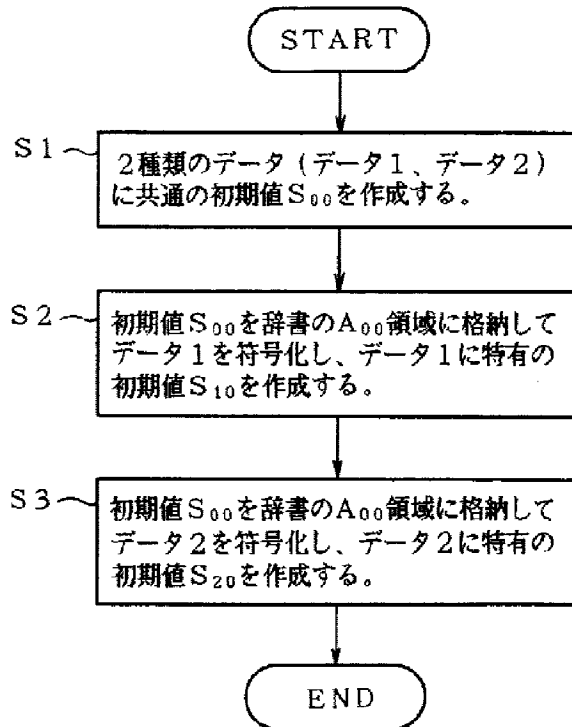 START
S1
2種類のデータ(データ1、データ2)
に共通の初期値S₀₀を作成する。
S2
初期値S₀₀を辞書のA₀₀領域に格納して
データ1を符号化し、データ1に特有の
初期値S₁₀を作成する。
S3
初期値S₀₀を辞書のA₀₀領域に格納して
データ2を符号化し、データ2に特有の
初期値S₂₀を作成する。
END